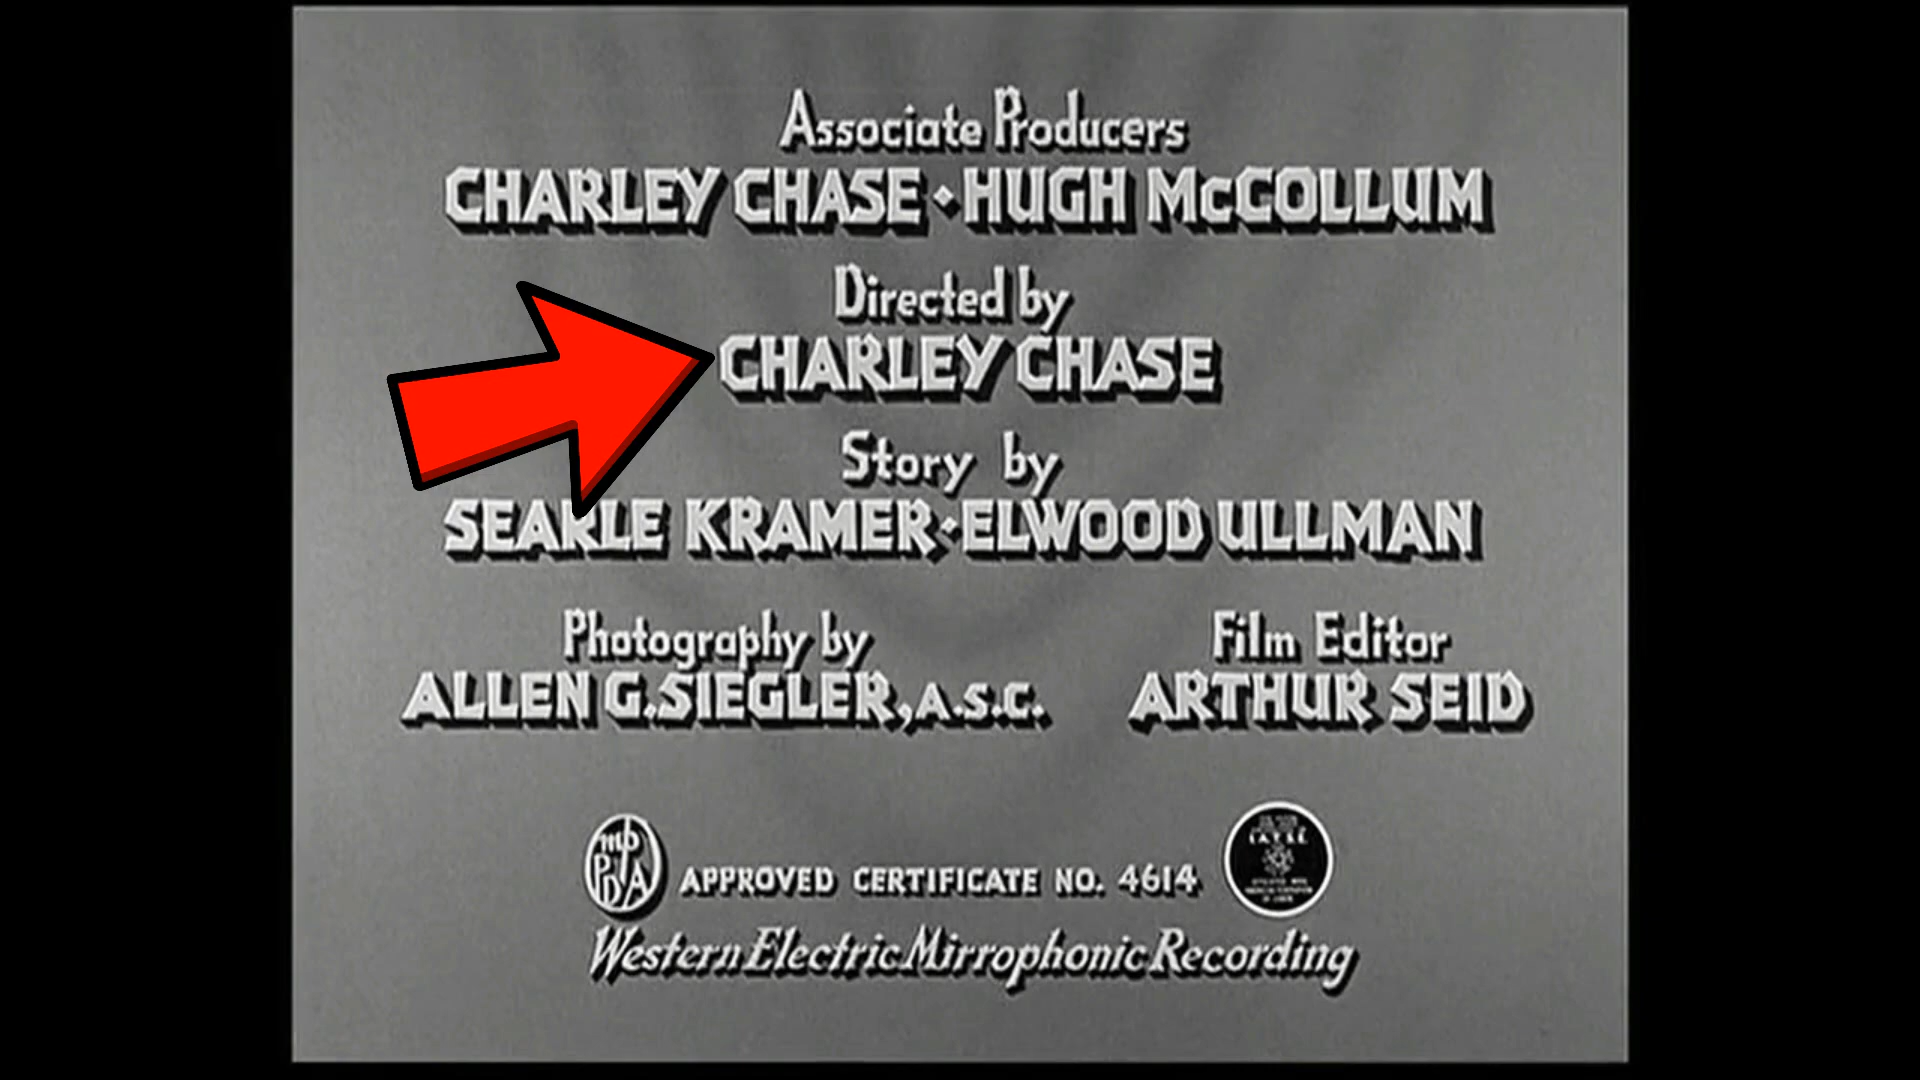 Associate Producers
CHARLEY CHASE • HUGH McCOLLUM
Directed by
CHARLEY CHASE
Story by
SEARLE KRAMER • ELWOOD ULLMAN
Photography by
ALLEN G. SIEGLER, A.S.C.
Film Editor
ARTHUR SEID
MPPDA
APPROVED CERTIFICATE NO. 4614
I.A.T.S.E.
Western Electric Mirrophonic Recording